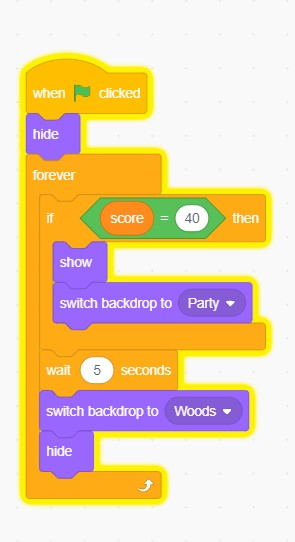 when clicked
hide
forever
if score = 40 then
show
switch backdrop to Party
wait 5 seconds
switch backdrop to Woods
hide